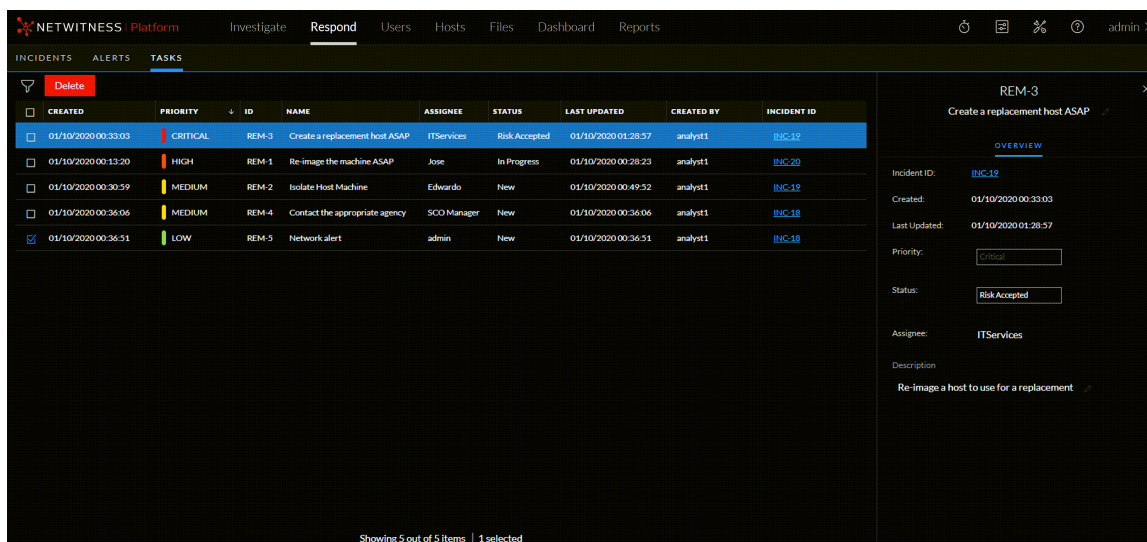 NETWITNESS Platform Investigate Respond Users Hosts Files Dashboard Reports admin
INCIDENTS ALERTS TASKS
Delete
CREATED PRIORITY ↓ ID NAME ASSIGNEE STATUS LAST UPDATED CREATED BY INCIDENT ID
01/10/2020 00:33:03 CRITICAL REM-3 Create a replacement host ASAP ITServices Risk Accepted 01/10/2020 01:28:57 analyst1 INC-19
01/10/2020 00:13:20 HIGH REM-1 Re-image the machine ASAP Jose In Progress 01/10/2020 00:28:23 analyst1 INC-20
01/10/2020 00:30:59 MEDIUM REM-2 Isolate Host Machine Edwardo New 01/10/2020 00:49:52 analyst1 INC-19
01/10/2020 00:36:06 MEDIUM REM-4 Contact the appropriate agency SCO Manager New 01/10/2020 00:36:06 analyst1 INC-18
01/10/2020 00:36:51 LOW REM-5 Network alert admin New 01/10/2020 00:36:51 analyst1 INC-18
Showing 5 out of 5 items | 1 selected
REM-3
Create a replacement host ASAP
OVERVIEW
Incident ID: INC-19
Created: 01/10/2020 00:33:03
Last Updated: 01/10/2020 01:28:57
Priority: Critical
Status: Risk Accepted
Assignee: ITServices
Description
Re-image a host to use for a replacement